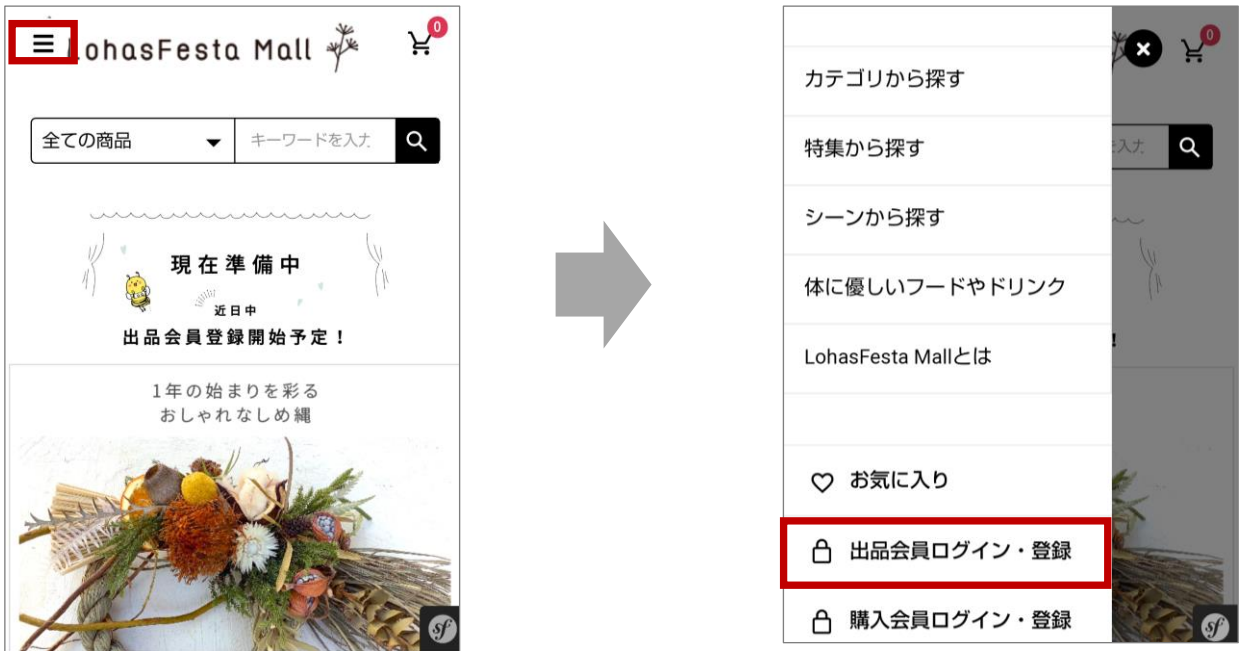 LohasFesta Mall
0
全ての商品
キーワードを入力
現在準備中
近日中
出品会員登録開始予定！
1年の始まりを彩る
おしゃれなしめ縄
sf
カテゴリから探す
特集から探す
シーンから探す
体に優しいフードやドリンク
LohasFesta Mallとは
お気に入り
出品会員ログイン・登録
購入会員ログイン・登録
0
入力
！
sf